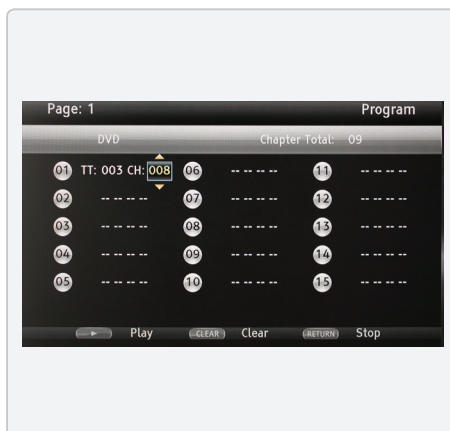 Page: 1 Program
DVD Chapter Total: 09
01 TT: 003 CH: 008 06 -- -- -- -- 11 -- -- -- --
02 -- -- -- -- 07 -- -- -- -- 12 -- -- -- --
03 -- -- -- -- 08 -- -- -- -- 13 -- -- -- --
04 -- -- -- -- 09 -- -- -- -- 14 -- -- -- --
05 -- -- -- -- 10 -- -- -- -- 15 -- -- -- --
Play CLEAR Clear RETURN Stop